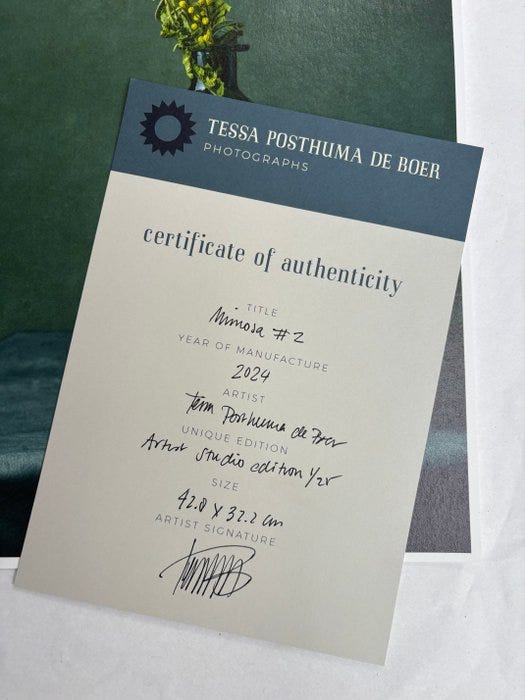 TESSA POSTHUMA DE BOER
PHOTOGRAPHS
certificate of authenticity
TITLE
Mimosa #2
YEAR OF MANUFACTURE
2024
ARTIST
Tessa Posthuma de Boer
UNIQUE EDITION
Artist studio edition 1/25
SIZE
42.0 x 32.2 cm
ARTIST SIGNATURE